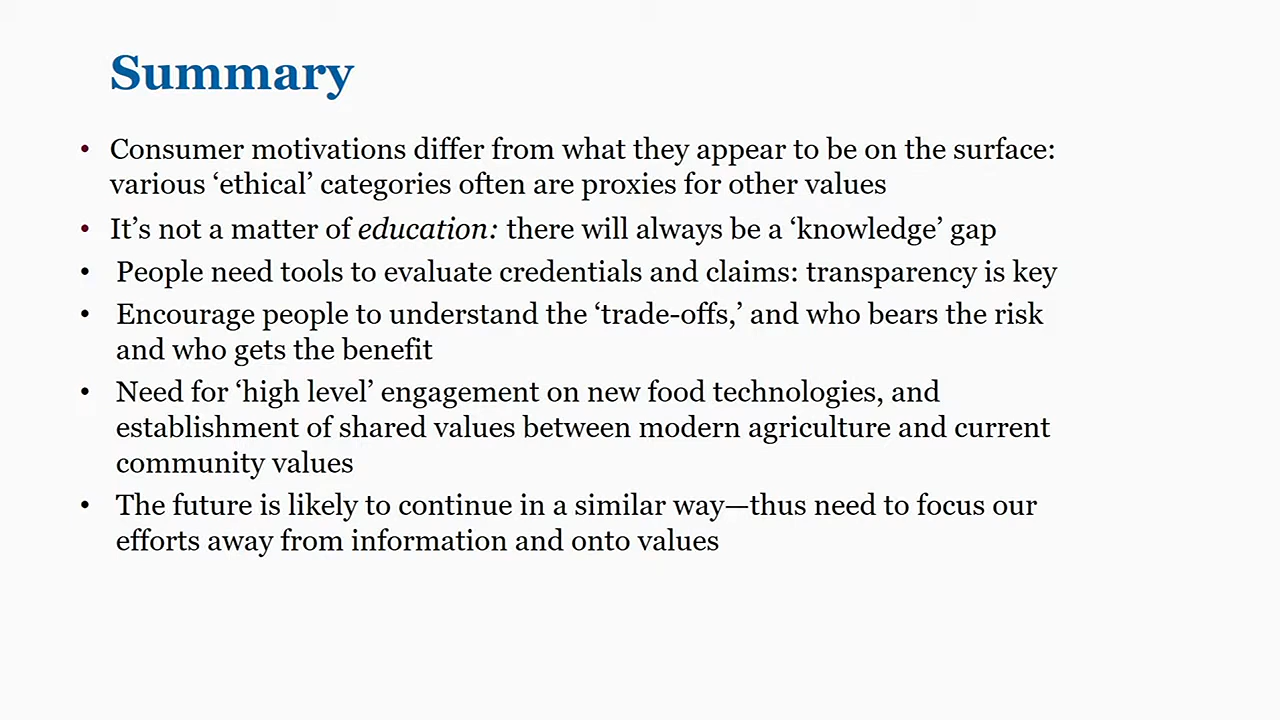 Summary
• Consumer motivations differ from what they appear to be on the surface:
various ‘ethical’ categories often are proxies for other values
• It’s not a matter of education: there will always be a ‘knowledge’ gap
• People need tools to evaluate credentials and claims: transparency is key
• Encourage people to understand the ‘trade-offs,’ and who bears the risk
and who gets the benefit
• Need for ‘high level’ engagement on new food technologies, and
establishment of shared values between modern agriculture and current
community values
• The future is likely to continue in a similar way—thus need to focus our
efforts away from information and onto values